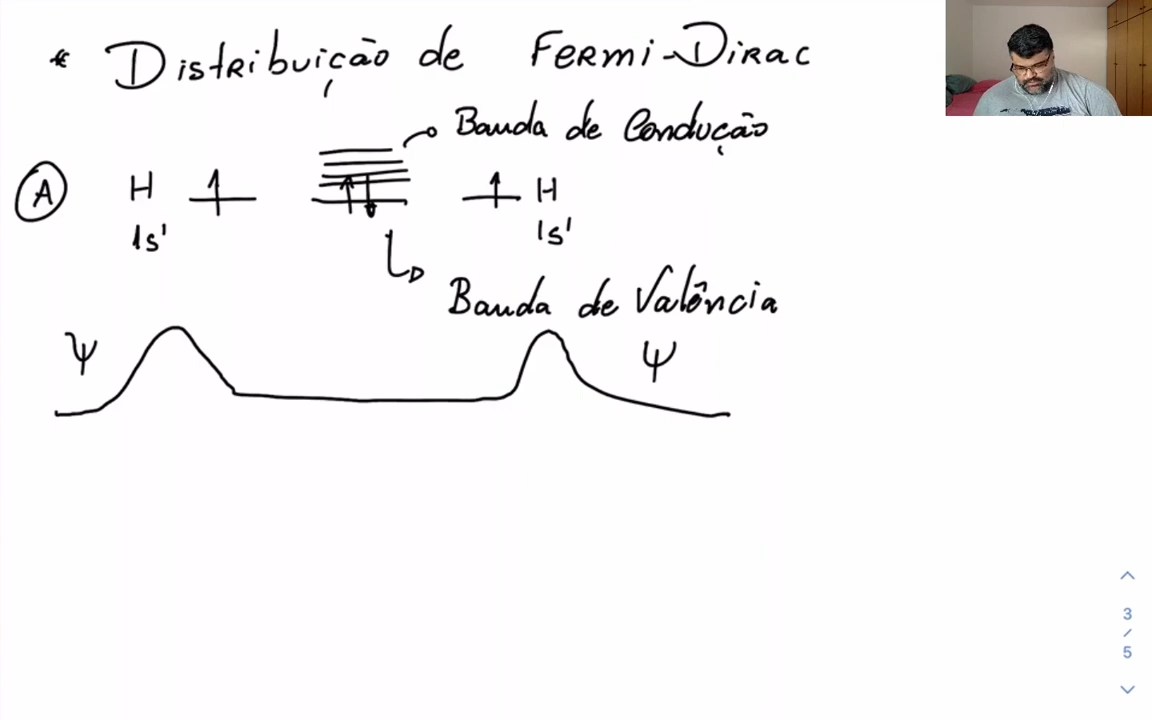 * Distribuição de Fermi-Dirac
Banda de Condução
A H H
1s¹ 1s¹
Banda de Valência
Ψ Ψ
3
/
5